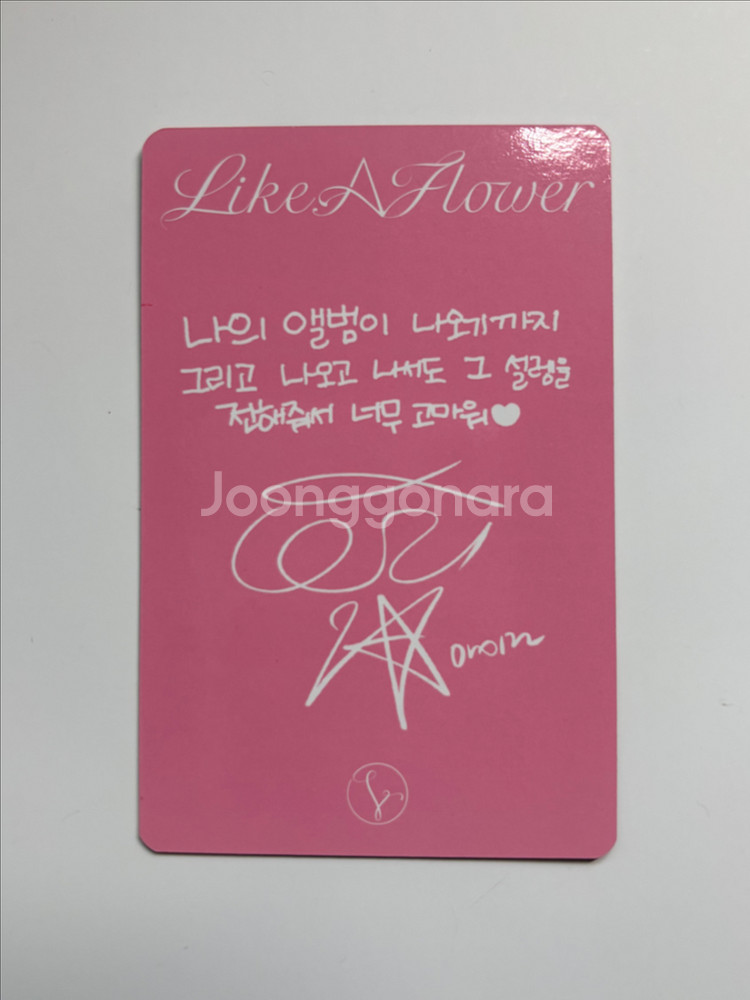 Like A Flower
나의 앨범이 나오기까지
그리고 나오고 나서도 그 설렘을
전해줘서 너무 고마워♥
Joonggonara
아이린